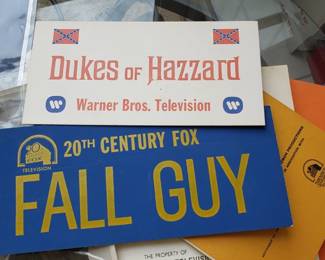 Dukes of Hazzard
Warner Bros. Television
20TH CENTURY FOX
TELEVISION
FALL GUY
THE PROPERTY OF